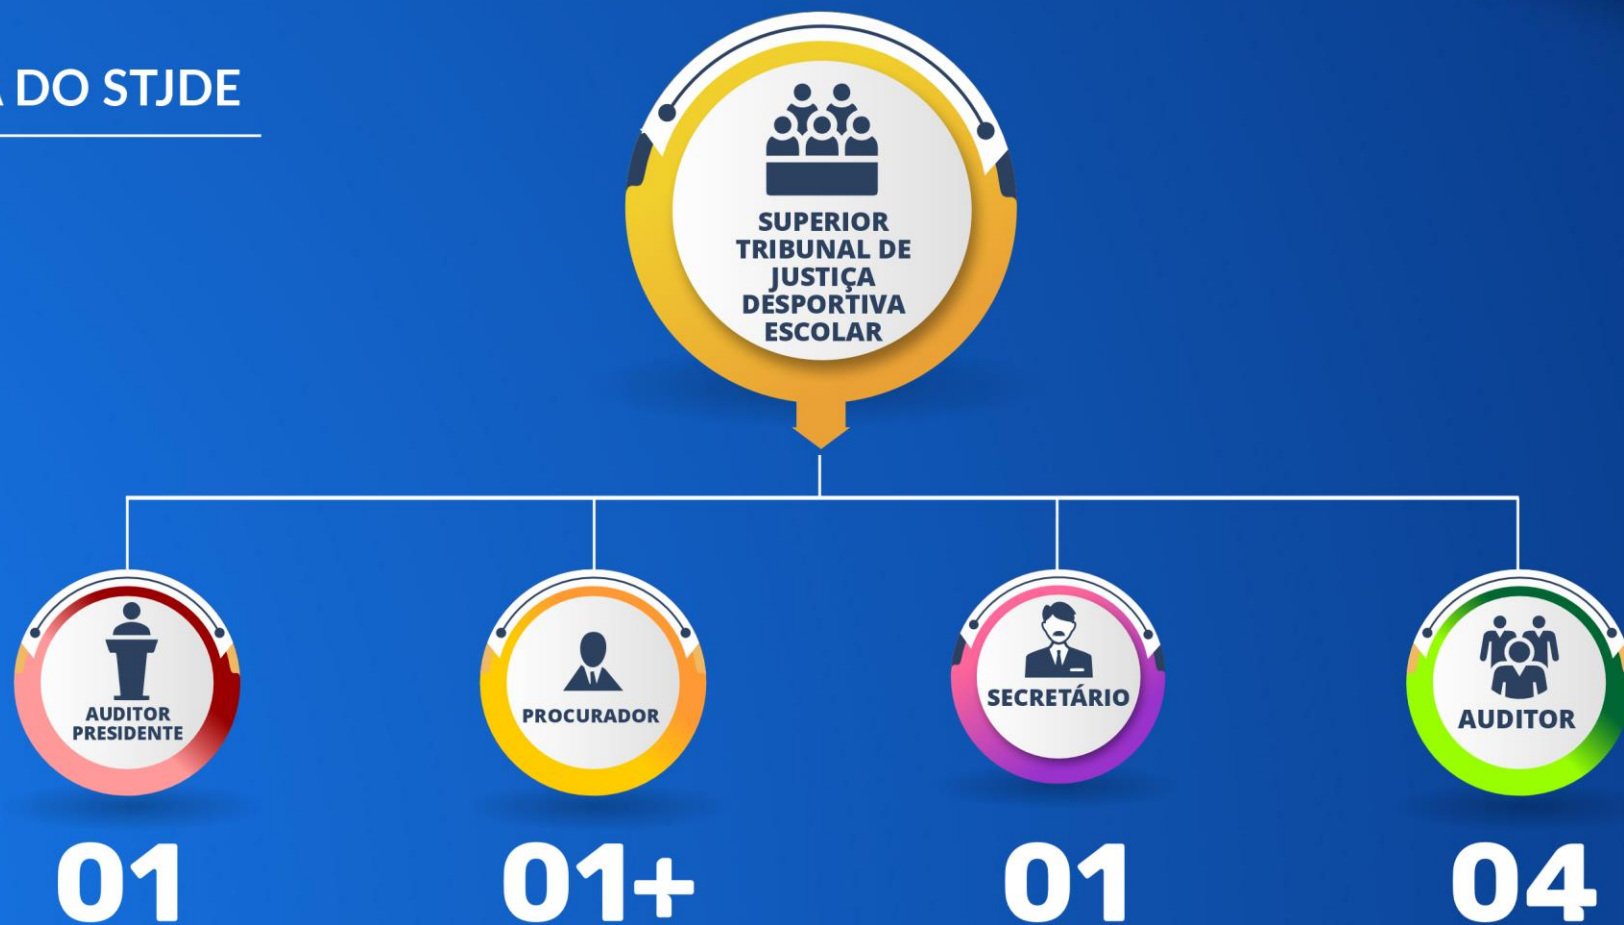 DO STJDE
SUPERIOR
TRIBUNAL DE
JUSTIÇA
DESPORTIVA
ESCOLAR
AUDITOR
PRESIDENTE
PROCURADOR
SECRETÁRIO
AUDITOR
01
01+
01
04